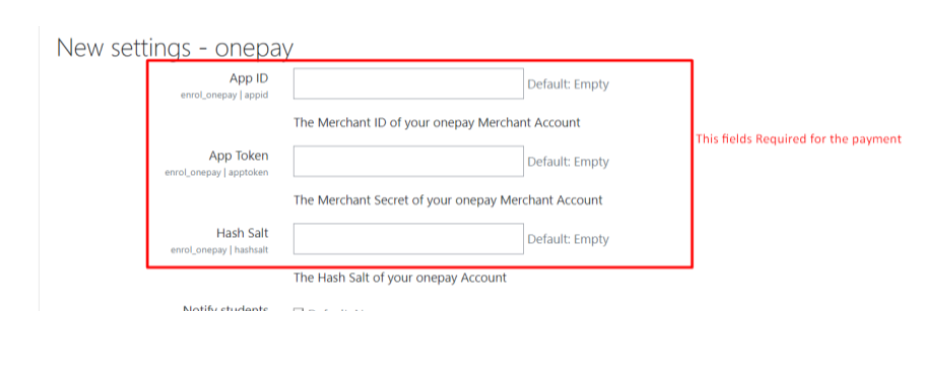 New settings - onepay
App ID
enrol_onepay | appid
Default: Empty
The Merchant ID of your onepay Merchant Account
This fields Required for the payment
App Token
enrol_onepay | apptoken
Default: Empty
The Merchant Secret of your onepay Merchant Account
Hash Salt
enrol_onepay | hashsalt
Default: Empty
The Hash Salt of your onepay Account
Notify students